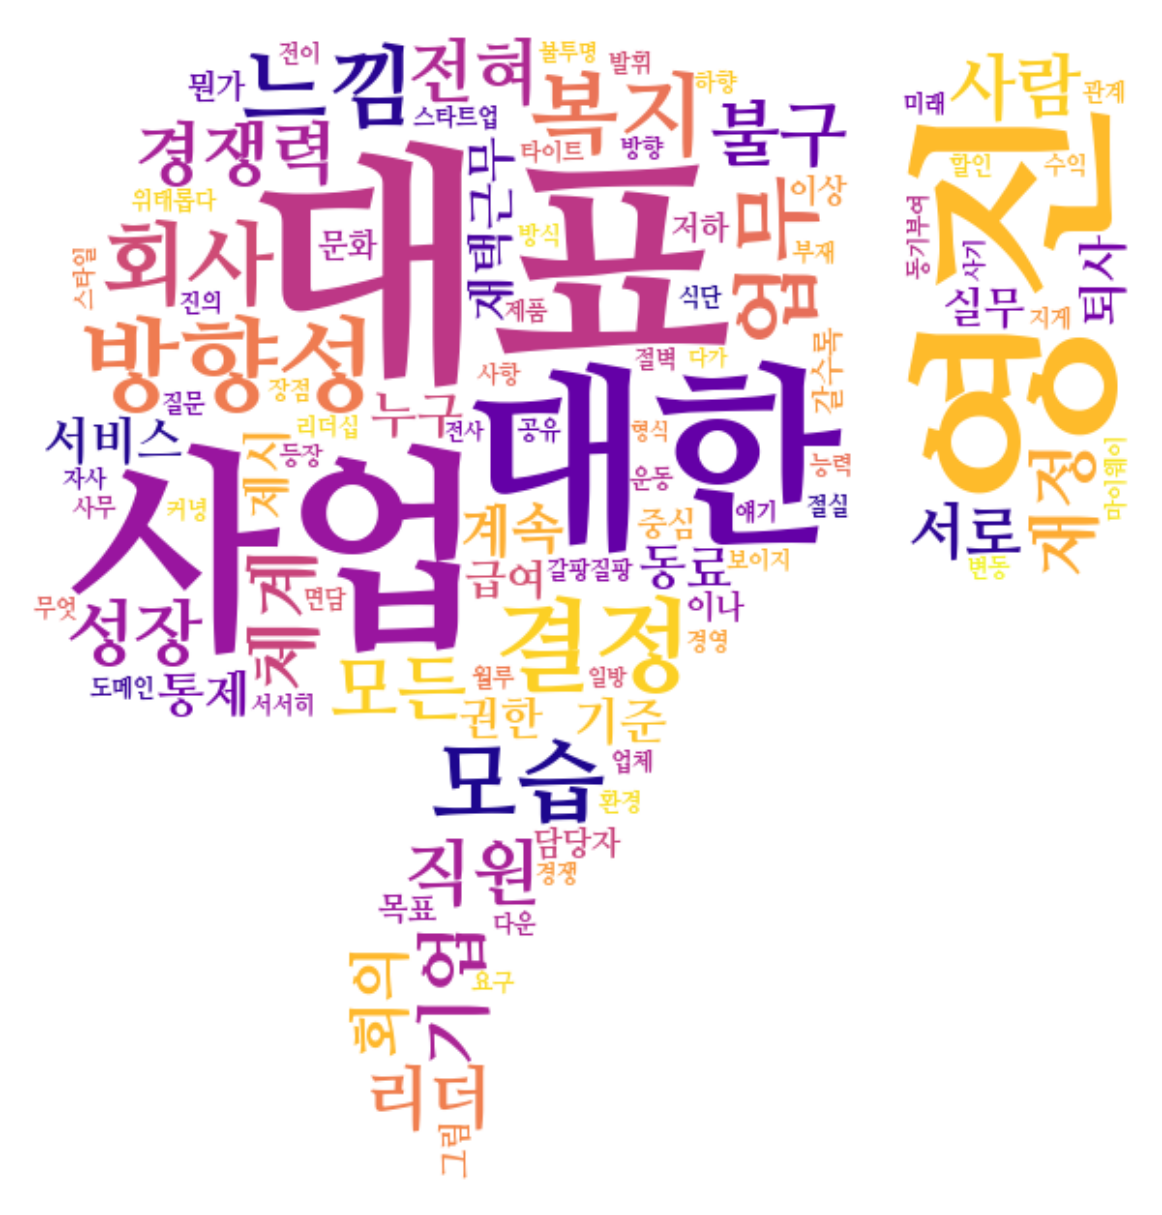 전이
느낌
전혀
불투명
발휘
하향
뭔가
스타트업
복지
불구
경쟁력
타이트
방향
재택근무
대표
위태롭다
회사
문화
방식
저하
업무
이상
부재
스타일
진의
제품
식단
방향성
장점
사항
절벽
다가
갈수록
질문
서비스
리더십
누구
전사
공유
대한
형식
능력
자사
제시
등장
사업
운동
사무
커녕
계속
중심
얘기
절실
체계
면담
급여
갈팡질팡
동료
보이지
무엇
성장
결정
이나
경영
도메인
통제
서서히
모든
월루
일방
권한
기준
모습
업체
환경
직원
담당자
경쟁
목표
다운
회의
기업
요구
리더
그럼
미래
사람
관계
할인
수익
동기부여
사기
실무
지게
퇴사
영진
서로
재정
마이웨이
변동